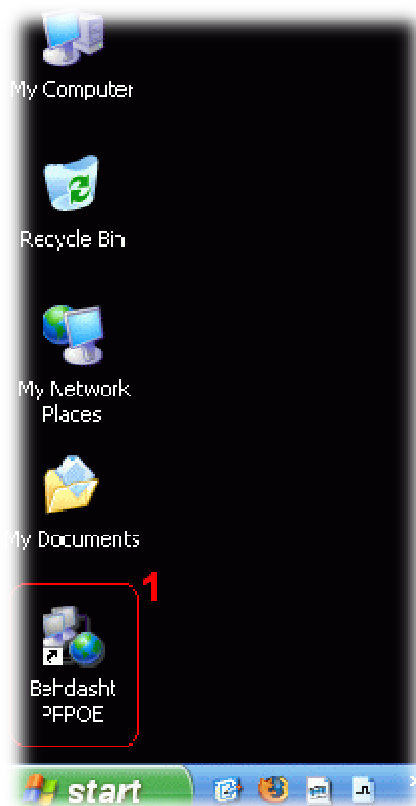 My Computer
Recycle Bin
My Network
Places
My Documents
1
Behdasht
PPPOE
start